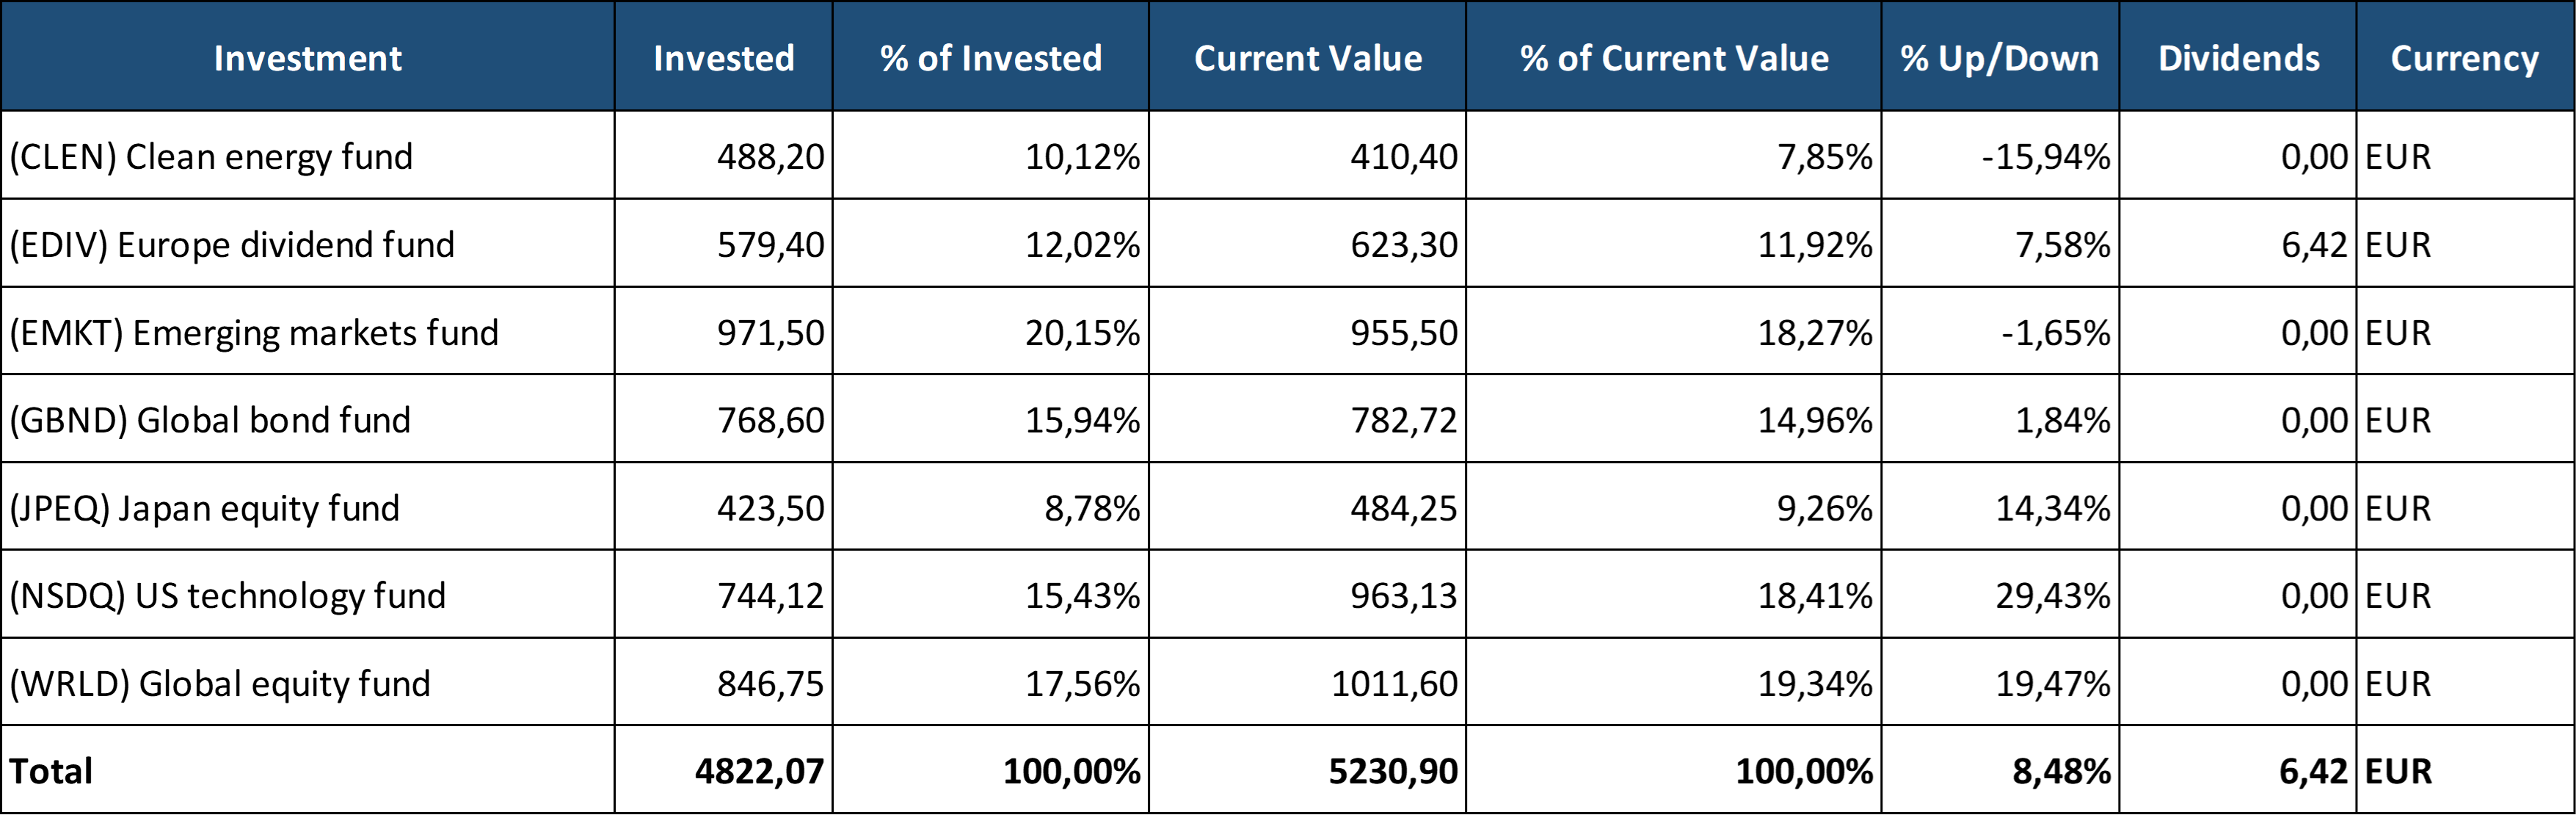 Investment Invested % of Invested Current Value % of Current Value % Up/Down Dividends Currency
(CLEN) Clean energy fund 488,20 10,12% 410,40 7,85% -15,94% 0,00 EUR
(EDIV) Europe dividend fund 579,40 12,02% 623,30 11,92% 7,58% 6,42 EUR
(EMKT) Emerging markets fund 971,50 20,15% 955,50 18,27% -1,65% 0,00 EUR
(GBND) Global bond fund 768,60 15,94% 782,72 14,96% 1,84% 0,00 EUR
(JPEQ) Japan equity fund 423,50 8,78% 484,25 9,26% 14,34% 0,00 EUR
(NSDQ) US technology fund 744,12 15,43% 963,13 18,41% 29,43% 0,00 EUR
(WRLD) Global equity fund 846,75 17,56% 1011,60 19,34% 19,47% 0,00 EUR
Total 4822,07 100,00% 5230,90 100,00% 8,48% 6,42 EUR